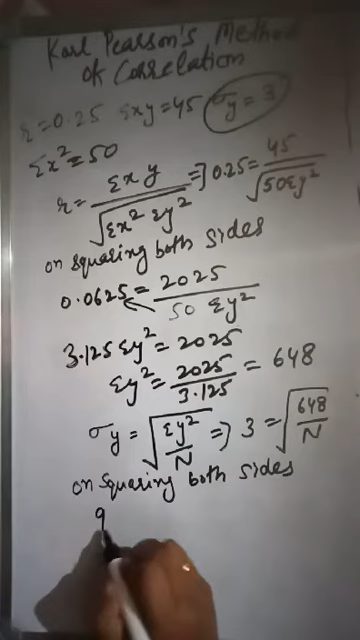 Karl Pearson's Method
of Correlation
r = 0.25 Σxy = 45 σy = 3
Σx² = 50
r = Σxy / √Σx² Σy² ⇒ 0.25 = 45 / √50Σy²
on squaring both sides
0.0625 = 2025 / 50 Σy²
3.125 Σy² = 2025
Σy² = 2025 / 3.125 = 648
σy = √Σy² / N ⇒ 3 = √648 / N
on squaring both sides
9